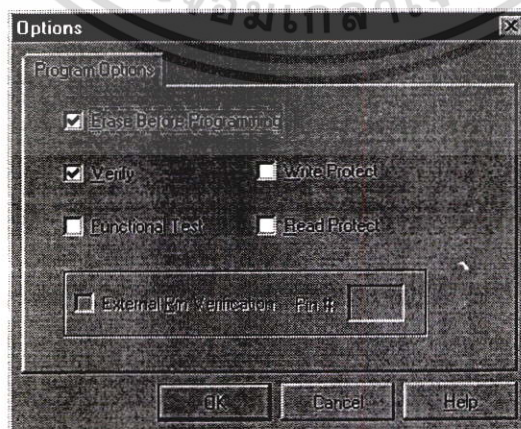 Options
Program Options
Erase Before Programming
Verify
Write Protect
Functional Test
Read Protect
External Pin Verification Pin #:
OK
Cancel
Help